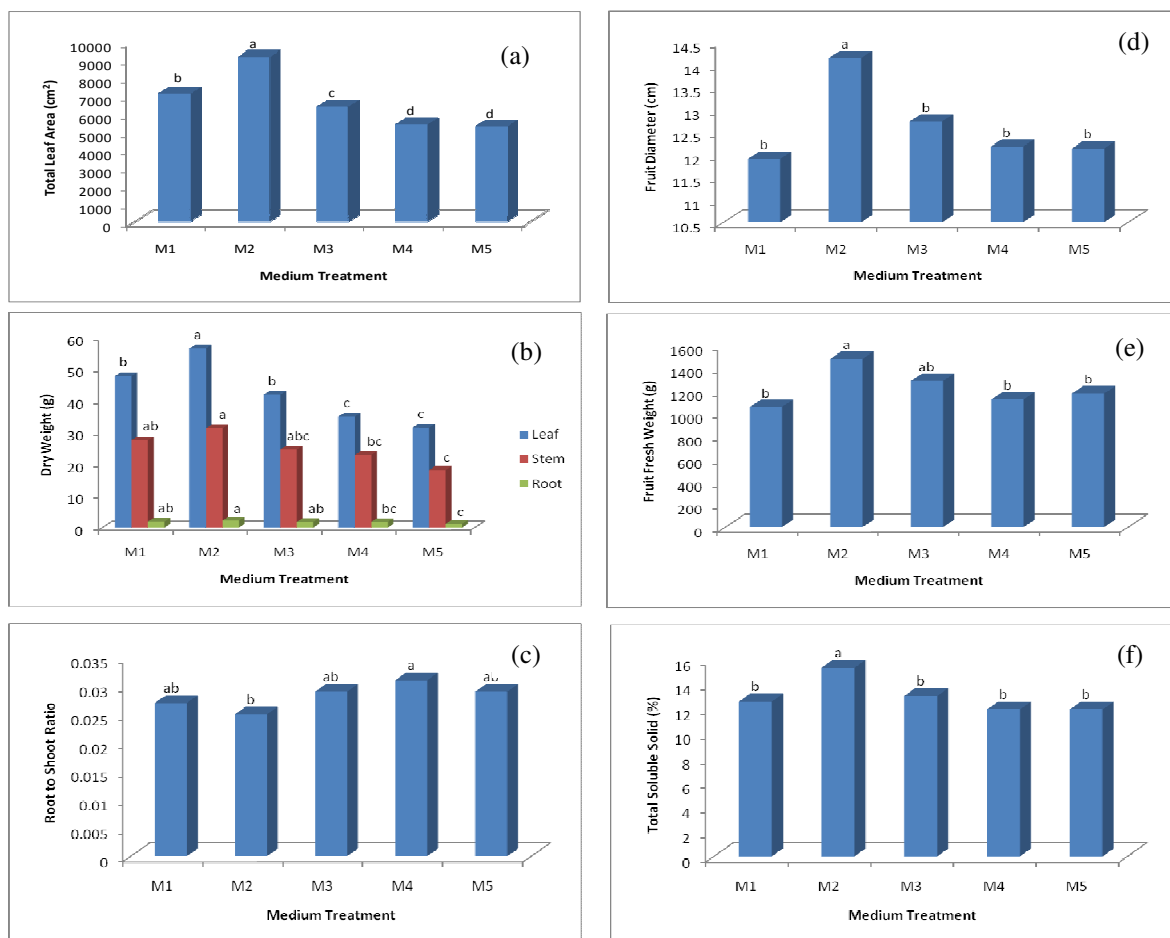 (a)
Total Leaf Area (cm²)
10000
9000
8000
7000
6000
5000
4000
3000
2000
1000
0
b
a
c
d
d
M1 M2 M3 M4 M5
Medium Treatment
(d)
Fruit Diameter (cm)
14.5
14
13.5
13
12.5
12
11.5
11
10.5
b
a
b
b
b
M1 M2 M3 M4 M5
Medium Treatment
(b)
Dry Weight (g)
60
50
40
30
20
10
0
b ab ab
a a a
b abc ab
c bc bc
c c c
Leaf
Stem
Root
M1 M2 M3 M4 M5
Medium Treatment
(e)
Fruit Fresh Weight (g)
1600
1400
1200
1000
800
600
400
200
0
b
a
ab
b
b
M1 M2 M3 M4 M5
Medium Treatment
(c)
Root to Shoot Ratio
0.035
0.03
0.025
0.02
0.015
0.01
0.005
0
ab
b
ab
a
ab
M1 M2 M3 M4 M5
Medium Treatment
(f)
Total Soluble Solid (%)
16
14
12
10
8
6
4
2
0
b
a
b
b
b
M1 M2 M3 M4 M5
Medium Treatment